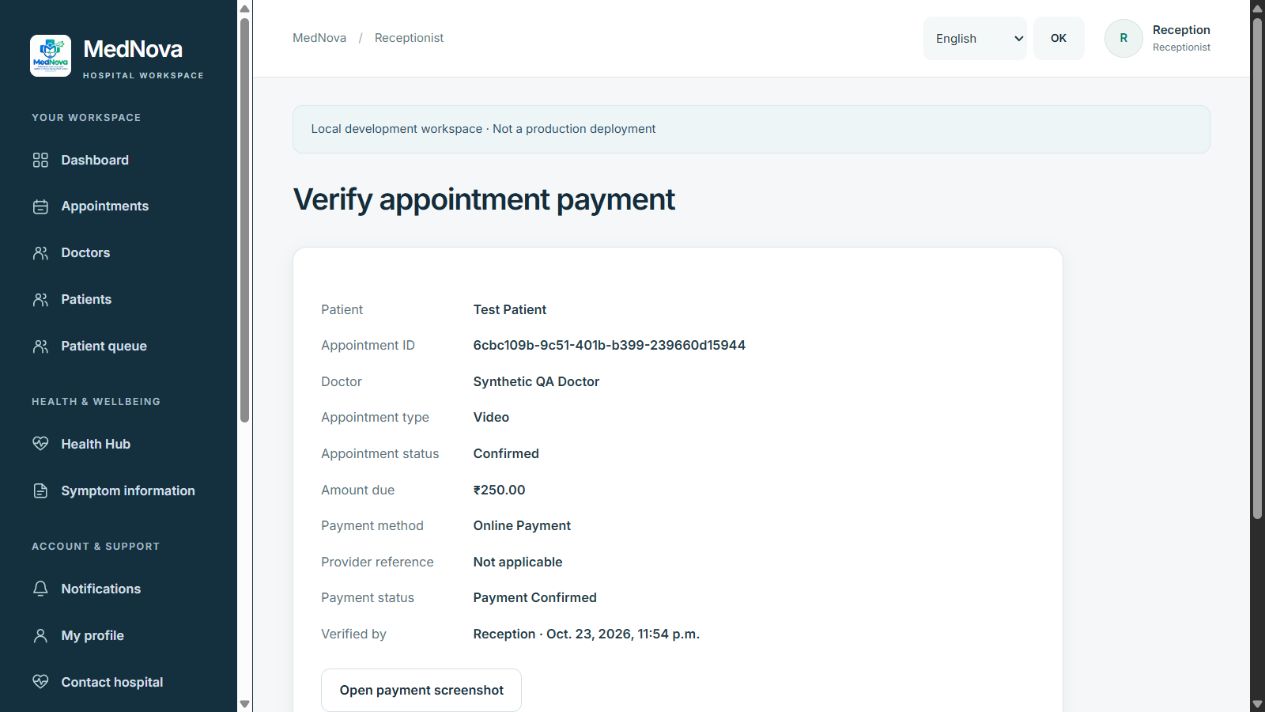 MedNova
MedNova
HOSPITAL WORKSPACE
YOUR WORKSPACE
Dashboard
Appointments
Doctors
Patients
Patient queue
HEALTH & WELLBEING
Health Hub
Symptom information
ACCOUNT & SUPPORT
Notifications
My profile
Contact hospital
MedNova / Receptionist
English
OK
R
Reception
Receptionist
Local development workspace · Not a production deployment
Verify appointment payment
Patient Test Patient
Appointment ID 6cbc109b-9c51-401b-b399-239660d15944
Doctor Synthetic QA Doctor
Appointment type Video
Appointment status Confirmed
Amount due ₹250.00
Payment method Online Payment
Provider reference Not applicable
Payment status Payment Confirmed
Verified by Reception · Oct. 23, 2026, 11:54 p.m.
Open payment screenshot